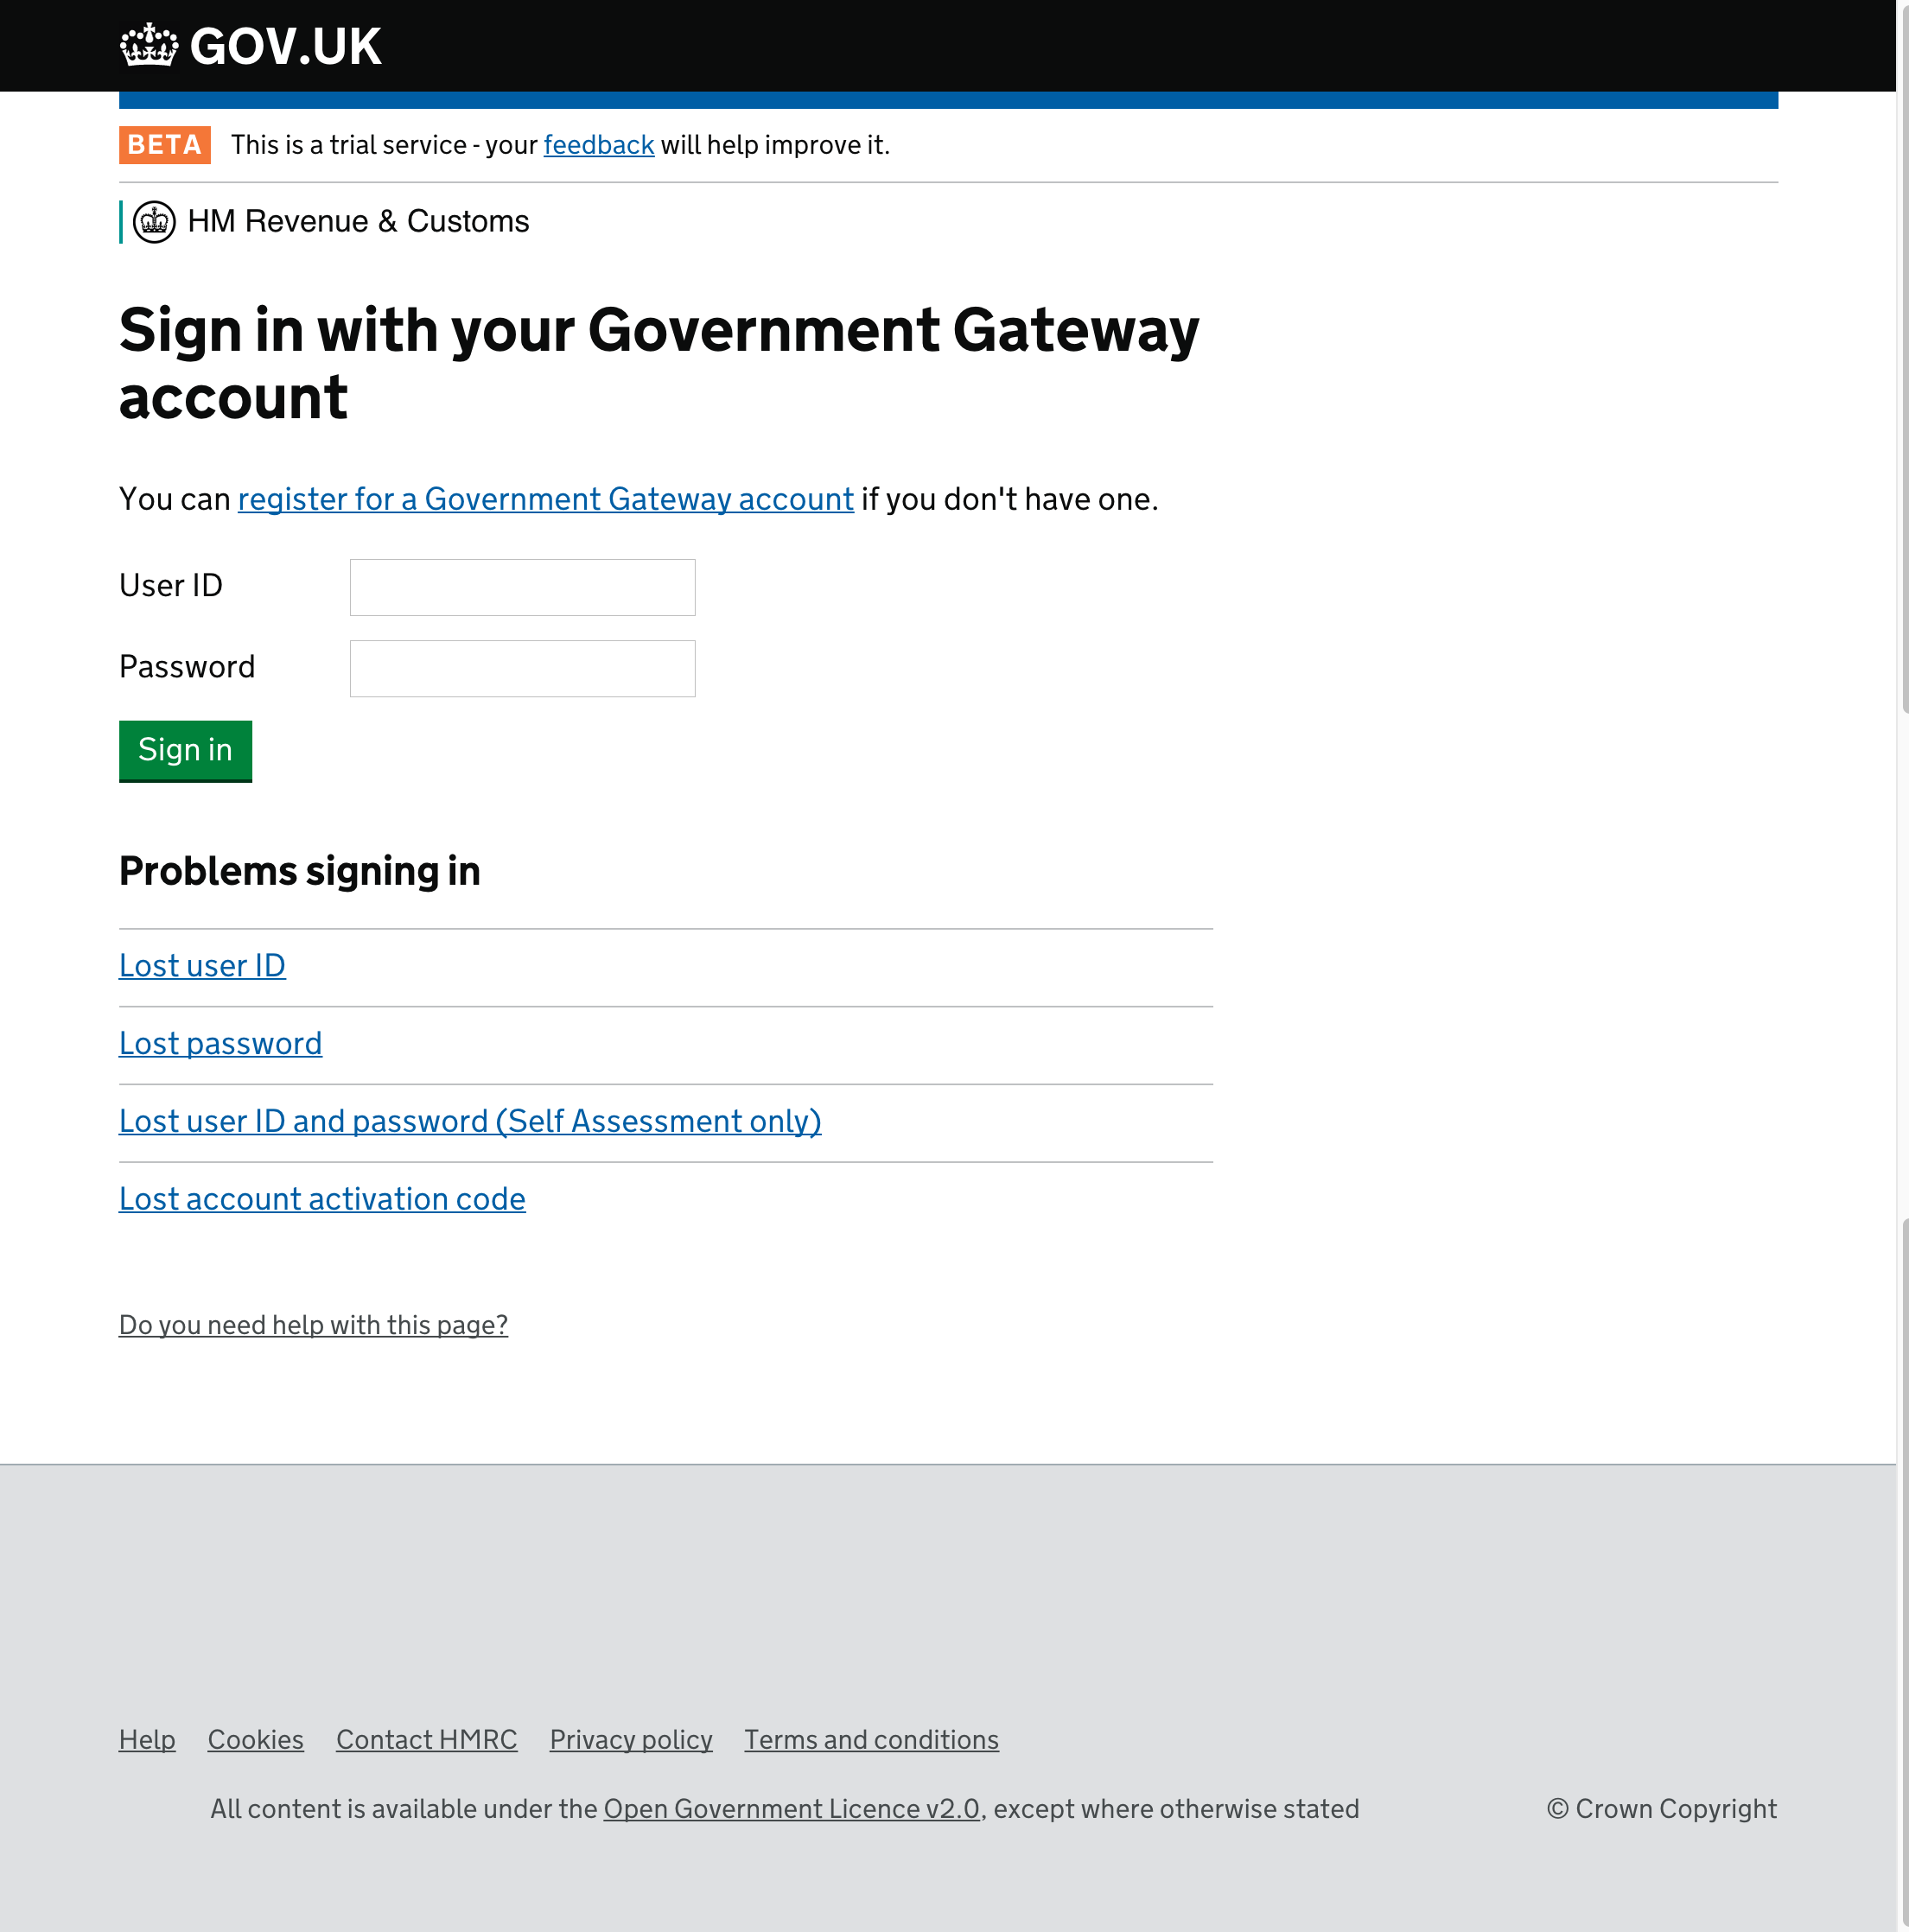 GOV.UK
BETA This is a trial service - your feedback will help improve it.
HM Revenue & Customs
Sign in with your Government Gateway
account
You can register for a Government Gateway account if you don't have one.
User ID
Password
Sign in
Problems signing in
Lost user ID
Lost password
Lost user ID and password (Self Assessment only)
Lost account activation code
Do you need help with this page?
Help Cookies Contact HMRC Privacy policy Terms and conditions
All content is available under the Open Government Licence v2.0, except where otherwise stated © Crown Copyright